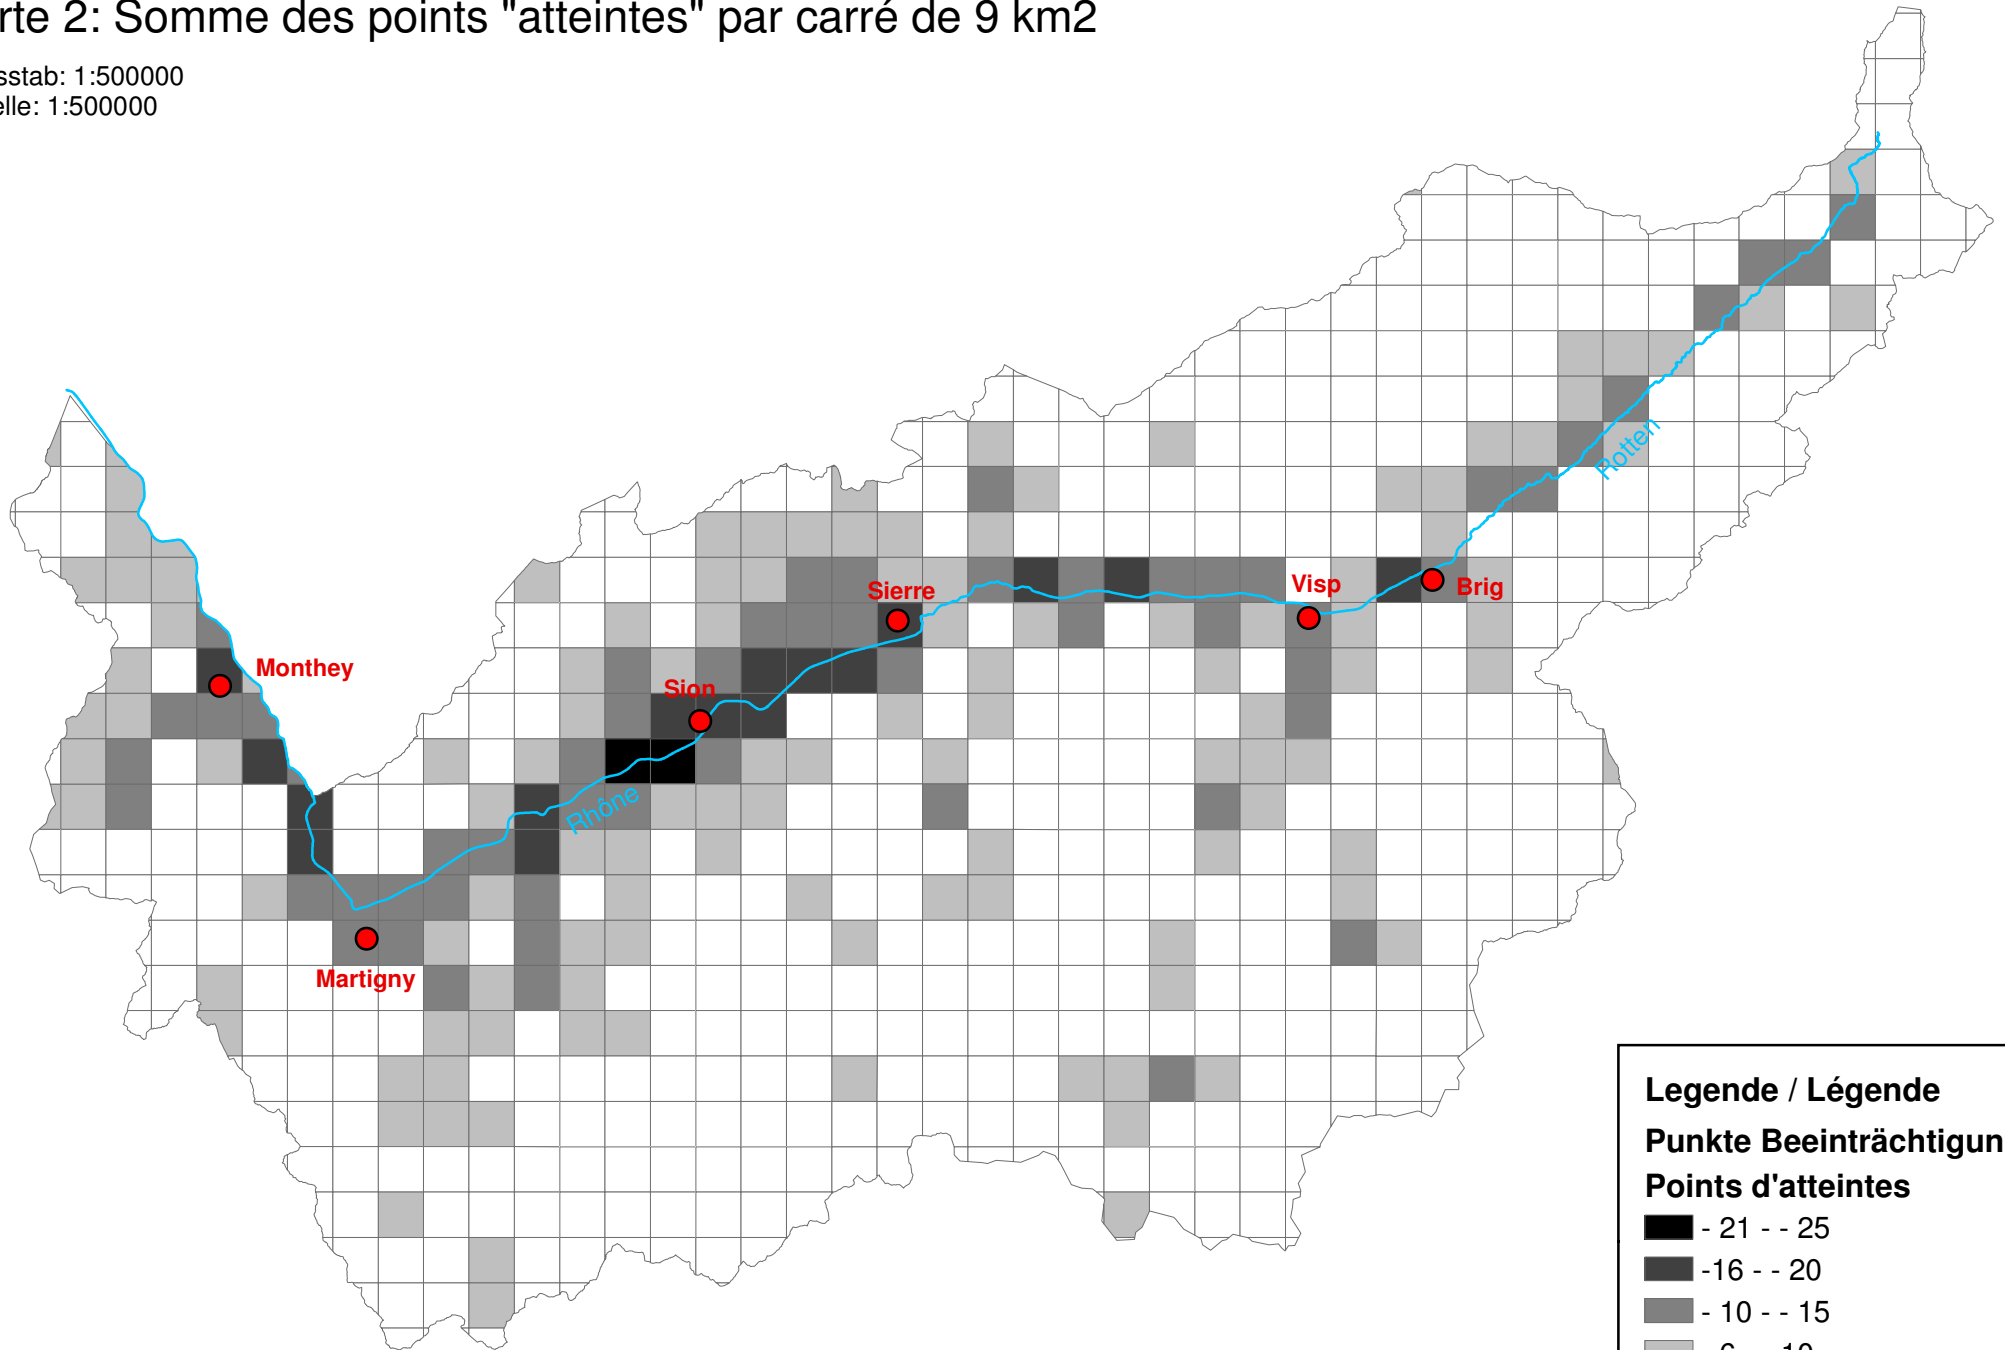 rte 2: Somme des points "atteintes" par carré de 9 km2
sstab: 1:500000
elle: 1:500000
Rotten
Visp
Brig
Sierre
Monthey
Sion
Rhône
Martigny
Legende / Légende
Punkte Beeinträchtigun
Points d'atteintes
- 21 - - 25
-16 - - 20
- 10 - - 15